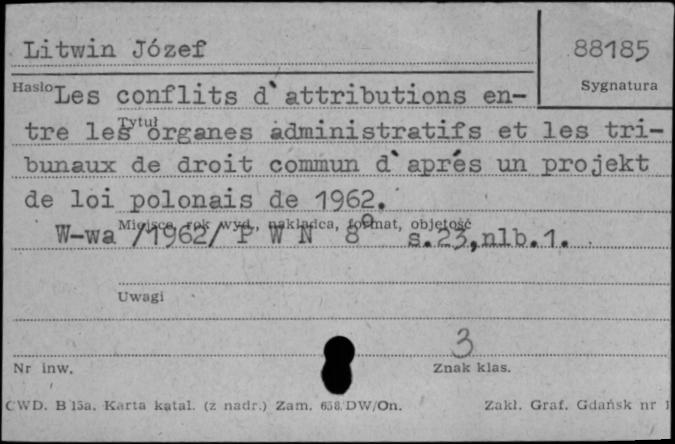 Litwin Józef
88185
Hasło
Sygnatura
Les conflits d`attributions en-
Tytuł
tre les organes administratifs et les tri-
bunaux de droit commun d`aprés un projekt
de loi polonais de 1962.
Miejsce, rok wyd., nakładca, format, objętość
W-wa /1962/ P W N 8° s.23,nlb.1.
Uwagi
3
Nr inw.
Znak klas.
CWD. B 15a. Karta katal. (z nadr.) Zam. 658/DW/On.
Zakł. Graf. Gdańsk nr